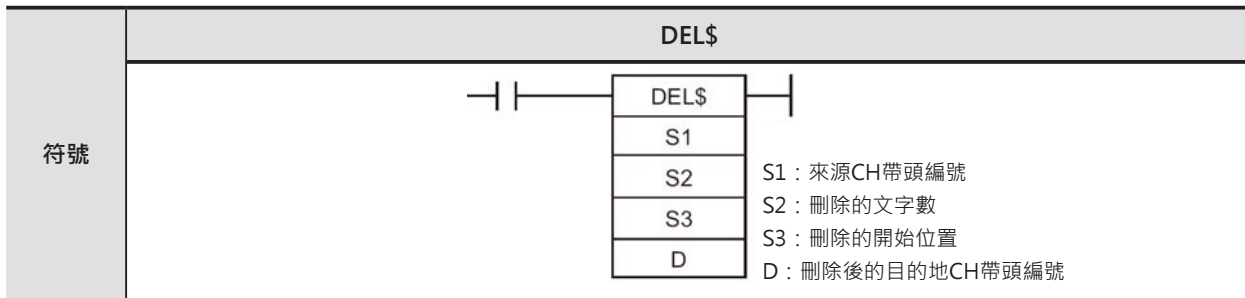 DEL$
符號
DEL$
S1
S2
S3
D
S1：來源CH帶頭編號
S2：刪除的文字數
S3：刪除的開始位置
D：刪除後的目的地CH帶頭編號